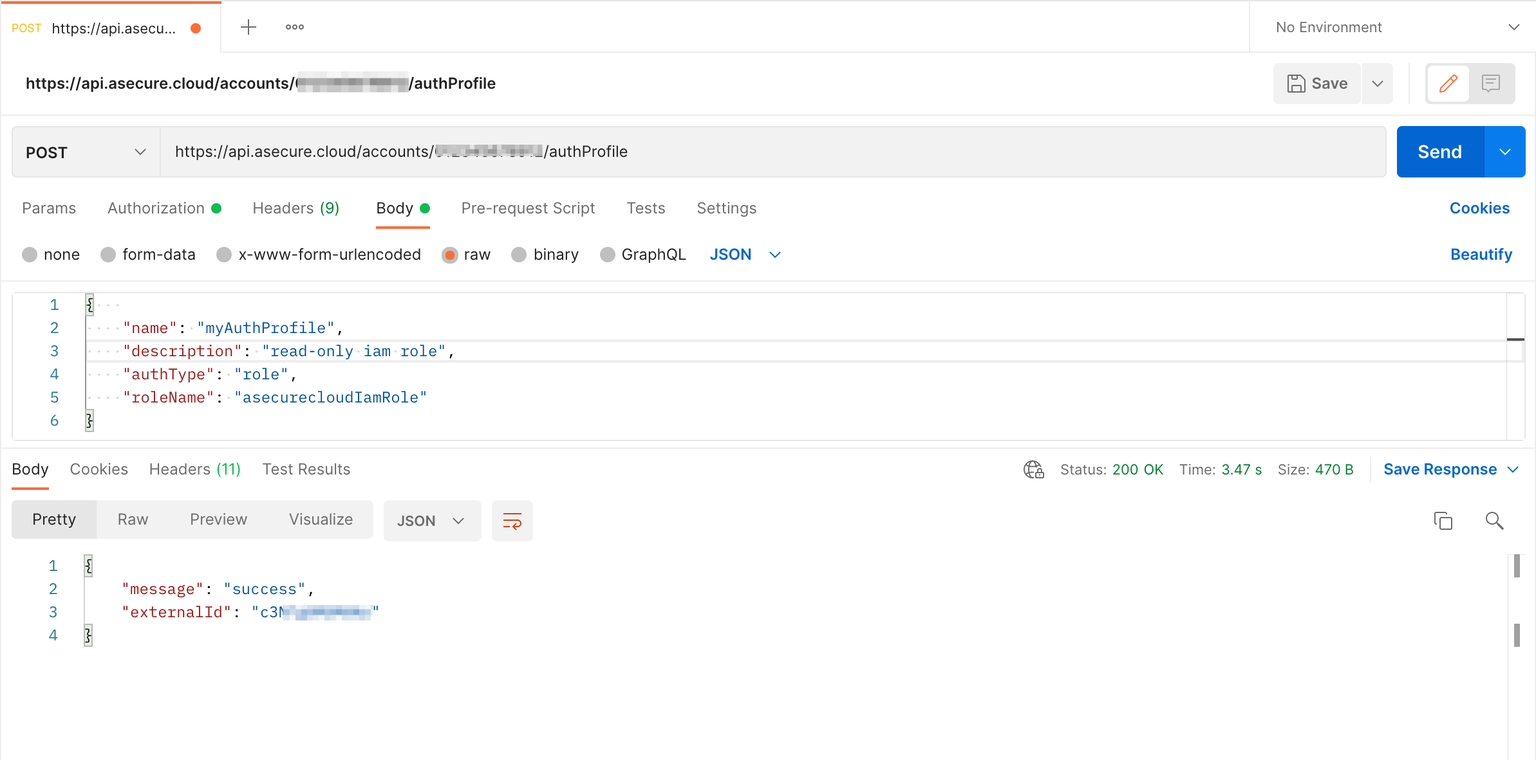 POST https://api.asecu...
No Environment
https://api.asecure.cloud/accounts/ /authProfile
Save
POST https://api.asecure.cloud/accounts/ /authProfile Send
Params Authorization Headers (9) Body Pre-request Script Tests Settings Cookies
none form-data x-www-form-urlencoded raw binary GraphQL JSON Beautify
1 {
2 "name": "myAuthProfile",
3 "description": "read-only iam role",
4 "authType": "role",
5 "roleName": "asecurecloudIamRole"
6 }
Body Cookies Headers (11) Test Results Status: 200 OK Time: 3.47 s Size: 470 B Save Response
Pretty Raw Preview Visualize JSON
1 {
2 "message": "success",
3 "externalId": "c3 "
4 }